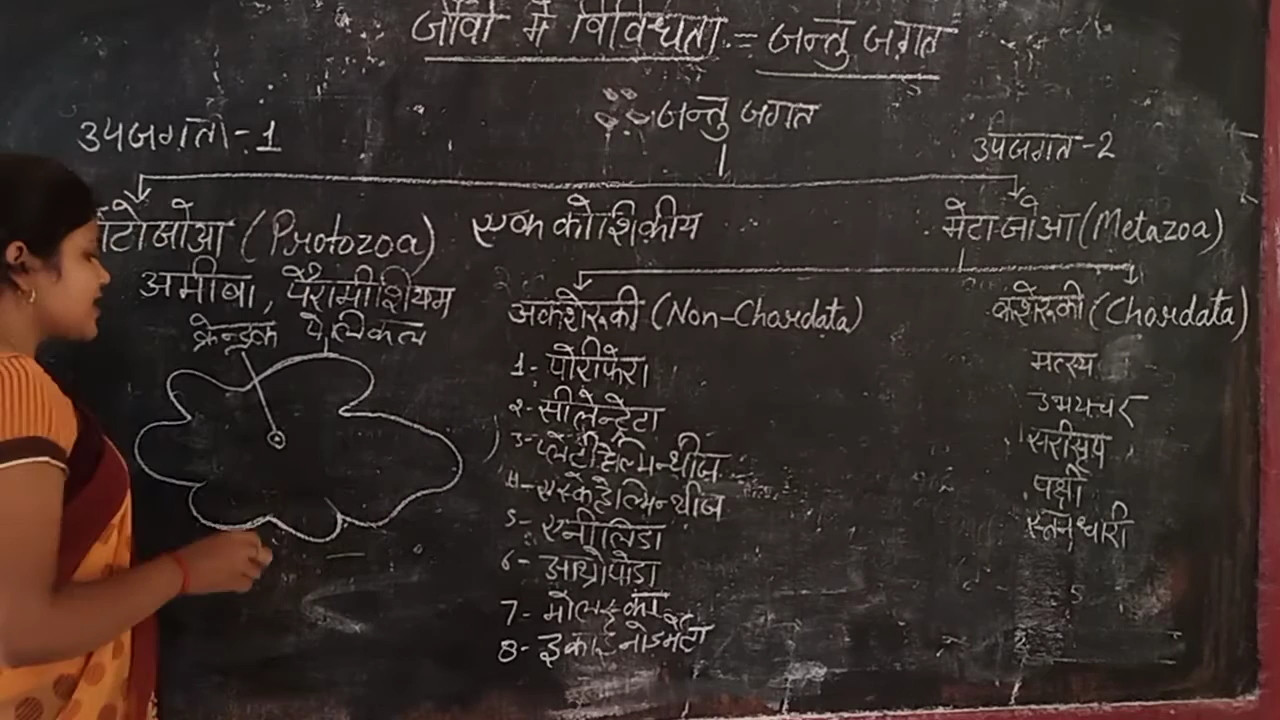 जीवों में विविधता = जन्तु जगत
जन्तु जगत
उपजगत - 1
उपजगत - 2
टोजोआ (Protozoa) एक कोशिकीय
मेटाजोआ (Metazoa)
अमीबा, पैरामीशियम
केन्द्रक पेलिकल
अकशेरूकी (Non-Chordata)
1- पोरीफेरा
2- सीलेन्ट्रेटा
3- प्लेटीहेल्मिन्थीज
4- एस्केहेल्मिन्थीज
5- एनीलिडा
6- आथ्रोपोडा
7- मोलस्का
8- इकाइनोडर्मेटा
कशेरूकी (Chordata)
मत्स्य
उभयचर
सरीसृप
पक्षी
स्तनधारी